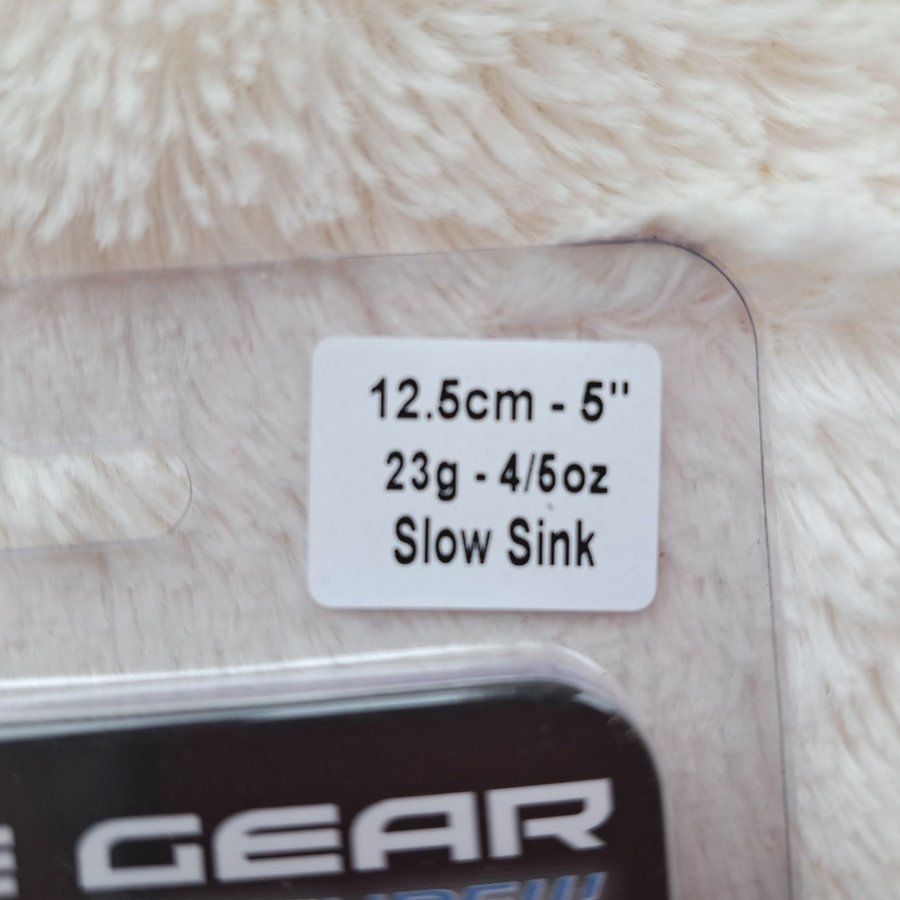 12.5cm - 5"
23g - 4/5oz
Slow Sink
GEAR